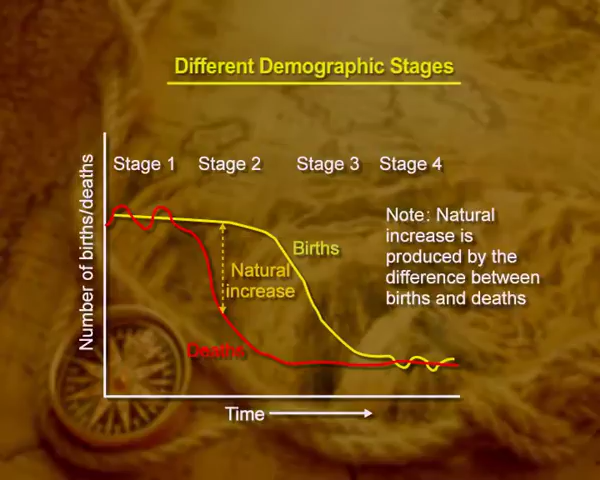 Different Demographic Stages
Stage 1 Stage 2 Stage 3 Stage 4
Number of births/deaths
Births
Natural
increase
Deaths
Note: Natural
increase is
produced by the
difference between
births and deaths
Time